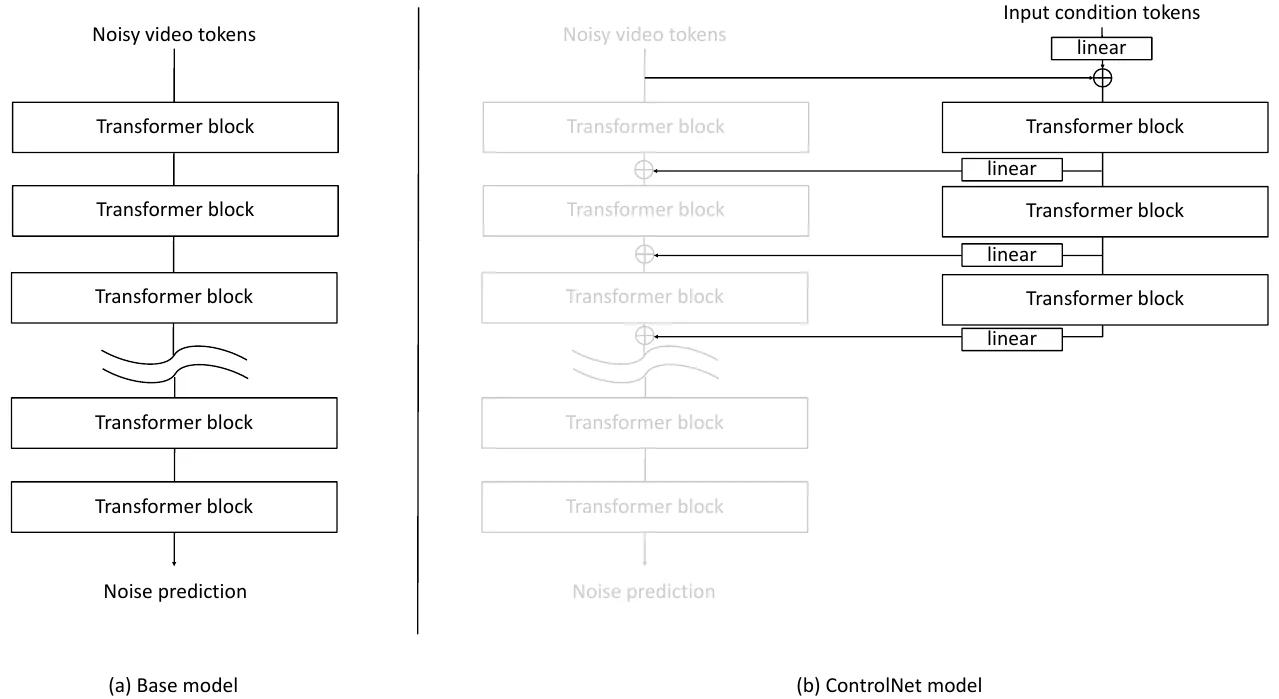 Noisy video tokens
Transformer block
Transformer block
Transformer block
Transformer block
Transformer block
Noise prediction
(a) Base model
Noisy video tokens
Transformer block
Transformer block
Transformer block
Transformer block
Transformer block
Noise prediction
Input condition tokens
linear
Transformer block
linear
Transformer block
linear
Transformer block
linear
(b) ControlNet model